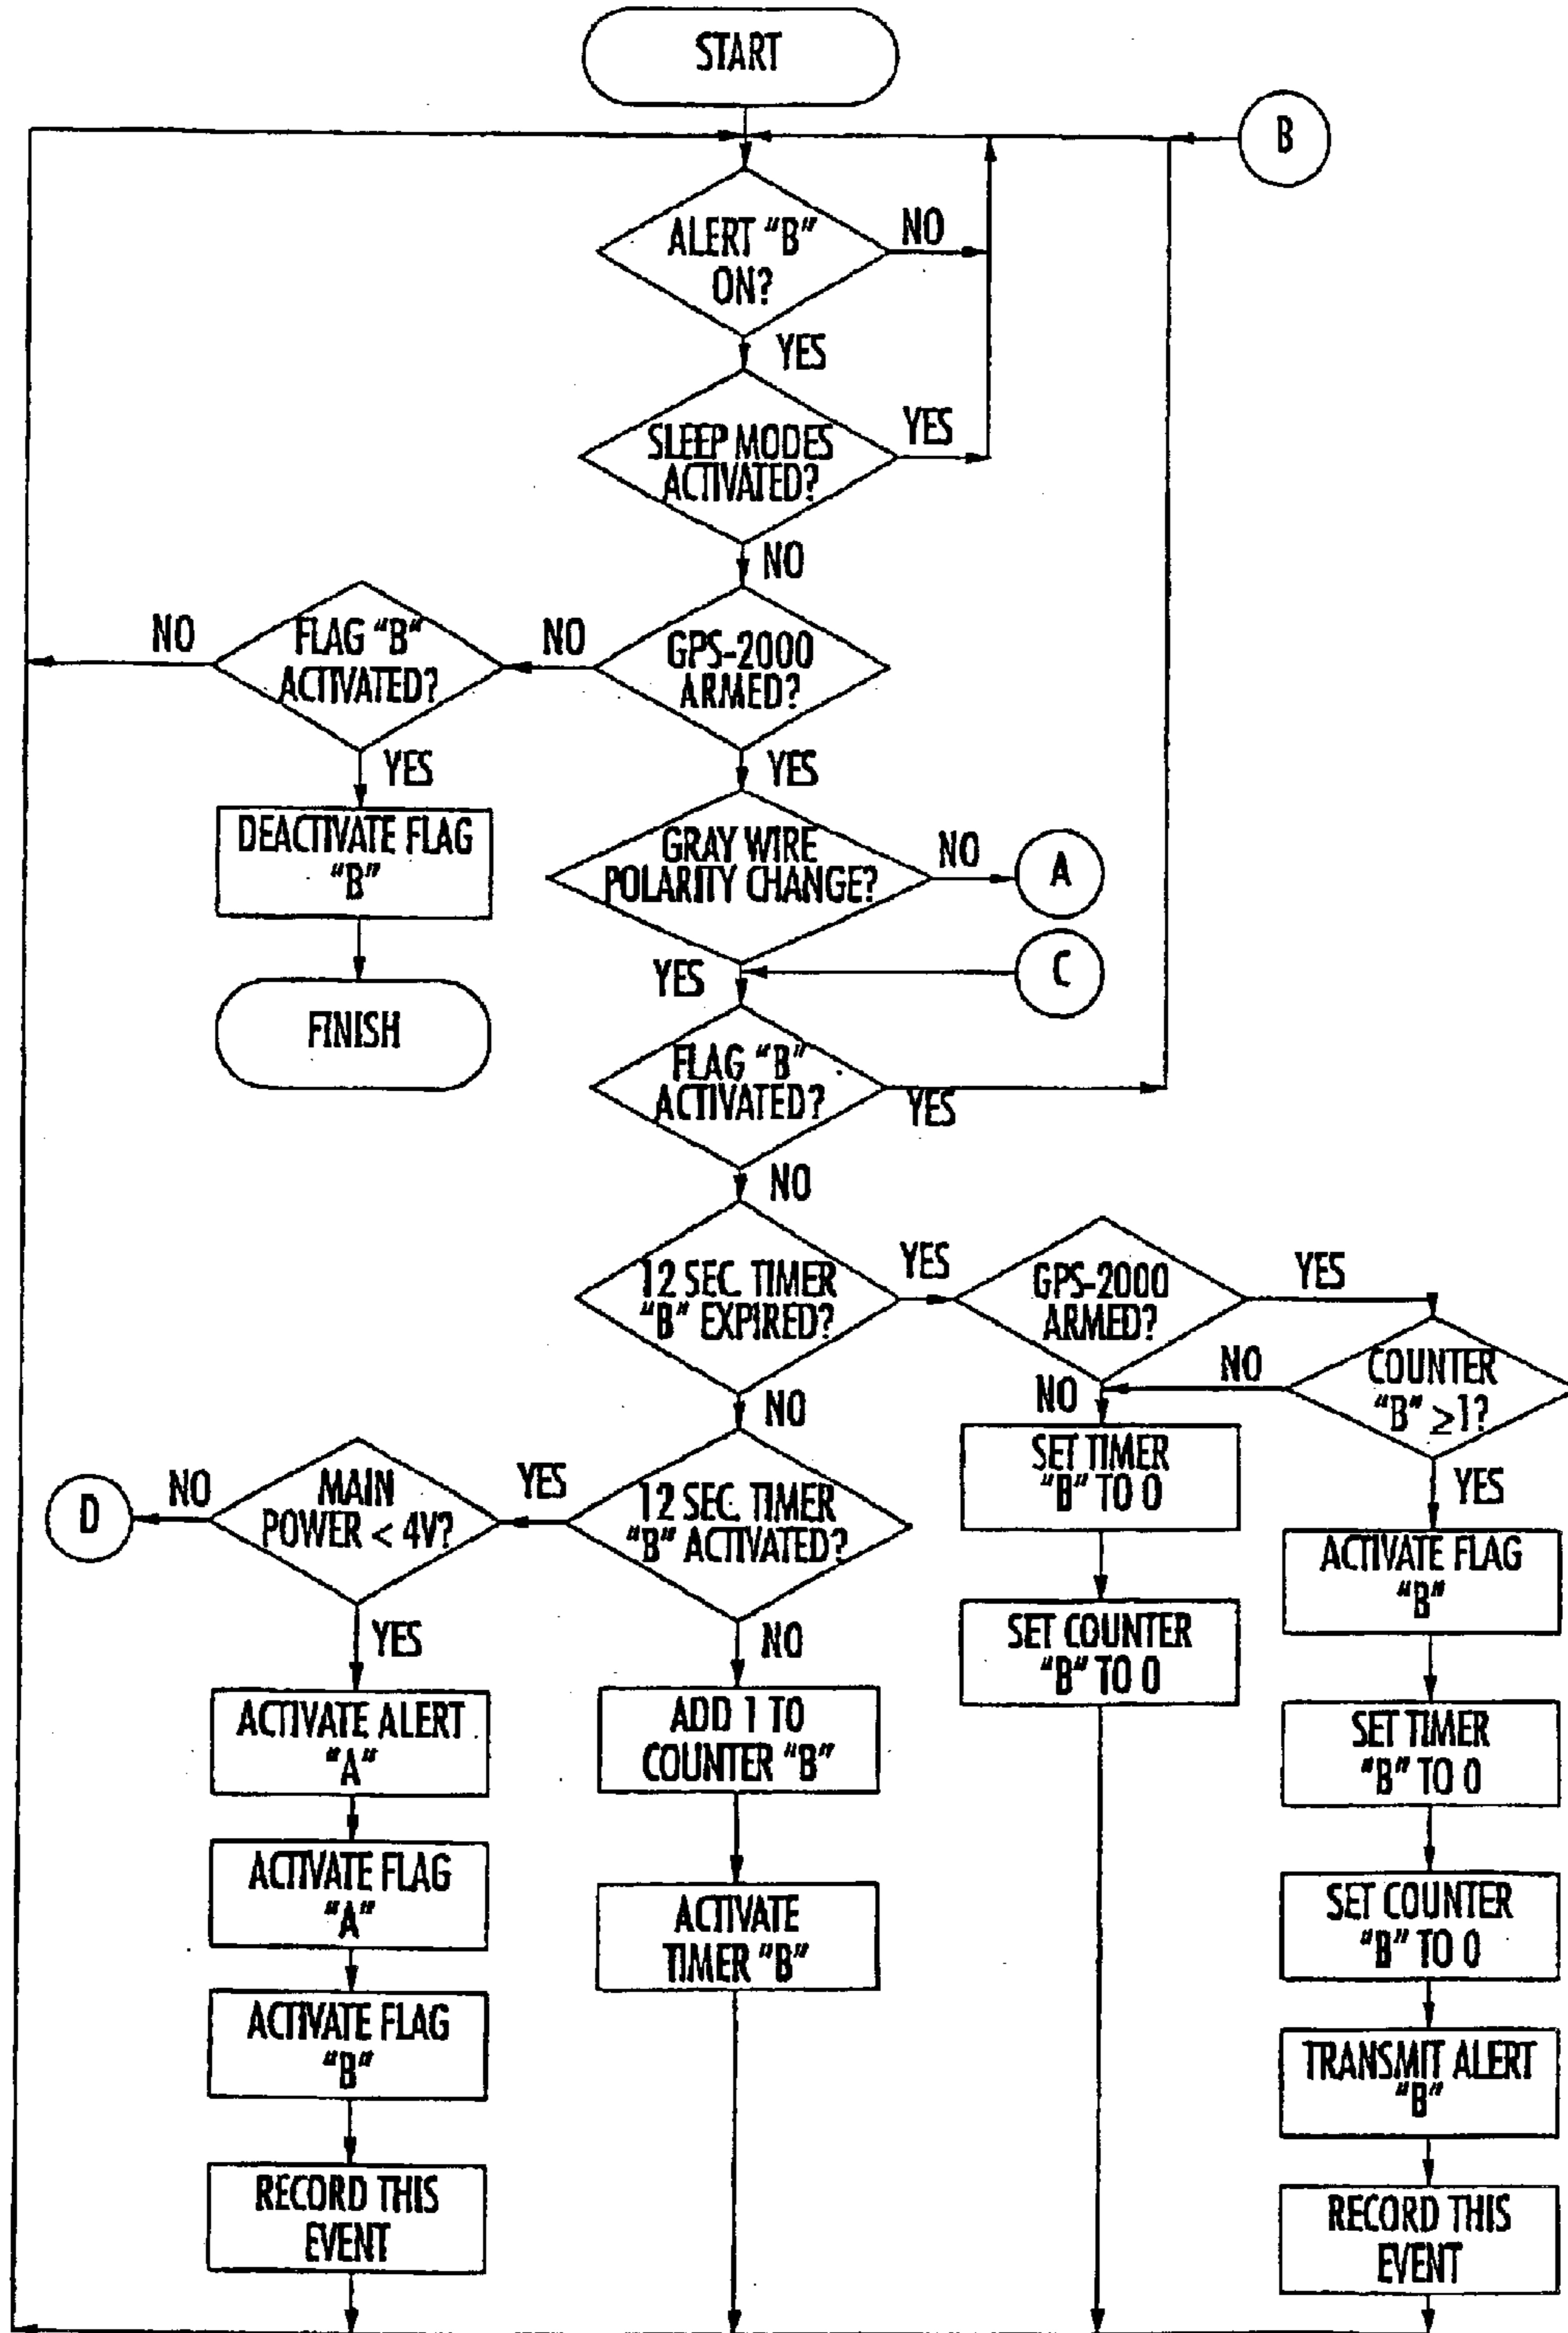 START
B
ALERT "B"
ON?
NO
YES
SLEEP MODES
ACTIVATED?
YES
NO
GPS-2000
ARMED?
NO
FLAG "B"
ACTIVATED?
NO
YES
DEACTIVATE FLAG
"B"
FINISH
YES
GRAY WIRE
POLARITY CHANGE?
NO
A
YES
C
FLAG "B"
ACTIVATED?
YES
NO
12 SEC. TIMER
"B" EXPIRED?
YES
GPS-2000
ARMED?
YES
COUNTER
"B" ≥1?
NO
NO
SET TIMER
"B" TO 0
SET COUNTER
"B" TO 0
YES
ACTIVATE FLAG
"B"
SET TIMER
"B" TO 0
SET COUNTER
"B" TO 0
TRANSMIT ALERT
"B"
RECORD THIS
EVENT
NO
12 SEC. TIMER
"B" ACTIVATED?
YES
MAIN
POWER < 4V?
NO
D
YES
ACTIVATE ALERT
"A"
ACTIVATE FLAG
"A"
ACTIVATE FLAG
"B"
RECORD THIS
EVENT
NO
ADD 1 TO
COUNTER "B"
ACTIVATE
TIMER "B"